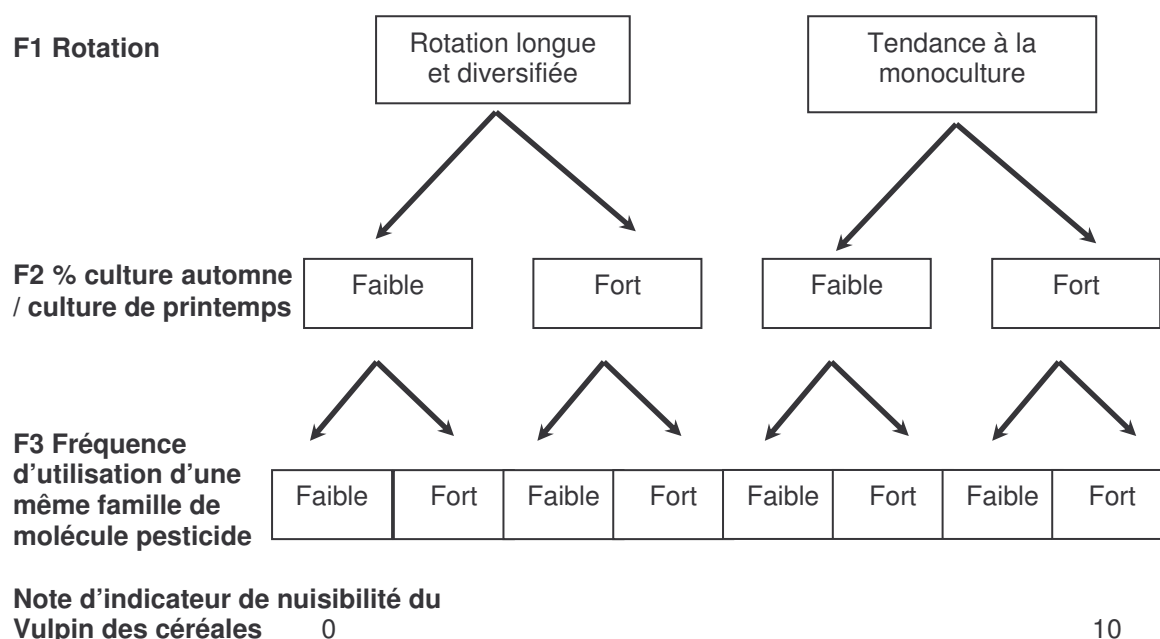 F1 Rotation
Rotation longue
et diversifiée
Tendance à la
monoculture
F2 % culture automne
/ culture de printemps
Faible
Fort
Faible
Fort
F3 Fréquence
d'utilisation d'une
même famille de
molécule pesticide
Faible
Fort
Faible
Fort
Faible
Fort
Faible
Fort
Note d'indicateur de nuisibilité du
Vulpin des céréales 0 10